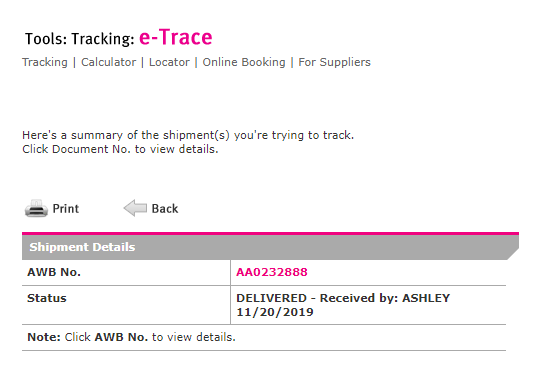 Tools: Tracking: e-Trace
Tracking | Calculator | Locator | Online Booking | For Suppliers
Here's a summary of the shipment(s) you're trying to track.
Click Document No. to view details.
Print Back
Shipment Details
AWB No. AA0232888
Status DELIVERED - Received by: ASHLEY
11/20/2019
Note: Click AWB No. to view details.